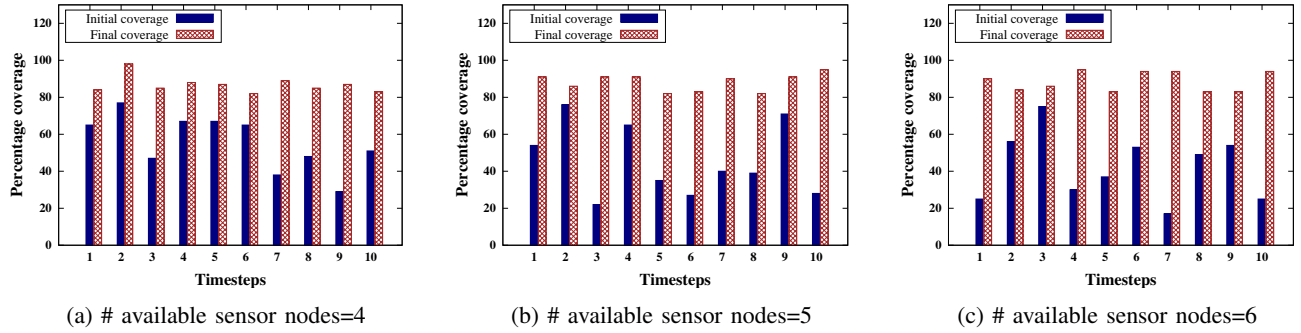 120
100
80
60
40
20
0
Percentage coverage
Initial coverage
Final coverage
1 2 3 4 5 6 7 8 9 10
Timesteps
(a) # available sensor nodes=4
120
100
80
60
40
20
0
Percentage coverage
Initial coverage
Final coverage
1 2 3 4 5 6 7 8 9 10
Timesteps
(b) # available sensor nodes=5
120
100
80
60
40
20
0
Percentage coverage
Initial coverage
Final coverage
1 2 3 4 5 6 7 8 9 10
Timesteps
(c) # available sensor nodes=6